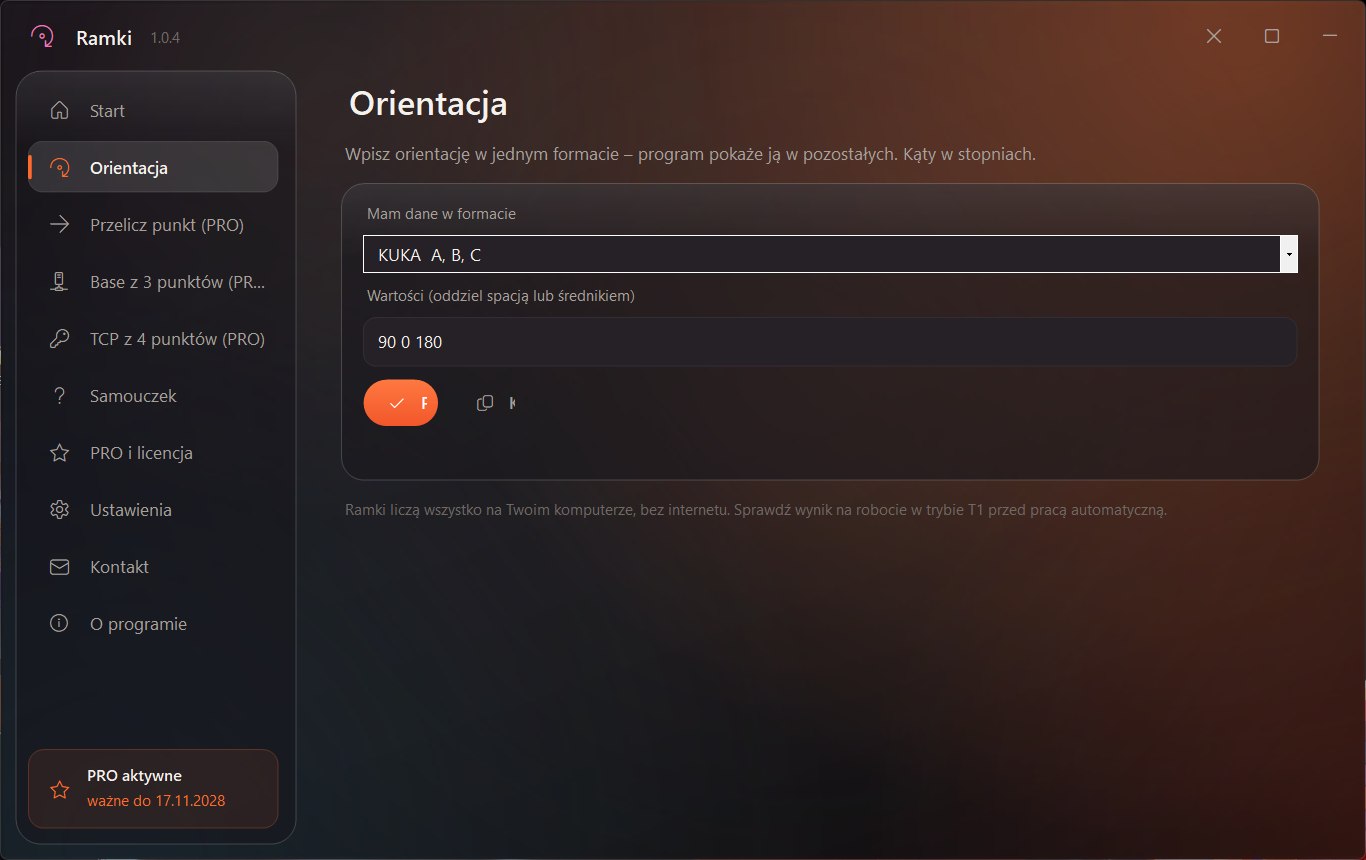 Ramki 1.0.4
Start
Orientacja
Przelicz punkt (PRO)
Base z 3 punktów (PR...
TCP z 4 punktów (PRO)
Samouczek
PRO i licencja
Ustawienia
Kontakt
O programie
PRO aktywne
ważne do 17.11.2028
Orientacja
Wpisz orientację w jednym formacie – program pokaże ją w pozostałych. Kąty w stopniach.
Mam dane w formacie
KUKA A, B, C
Wartości (oddziel spacją lub średnikiem)
90 0 180
Ramki liczą wszystko na Twoim komputerze, bez internetu. Sprawdź wynik na robocie w trybie T1 przed pracą automatyczną.